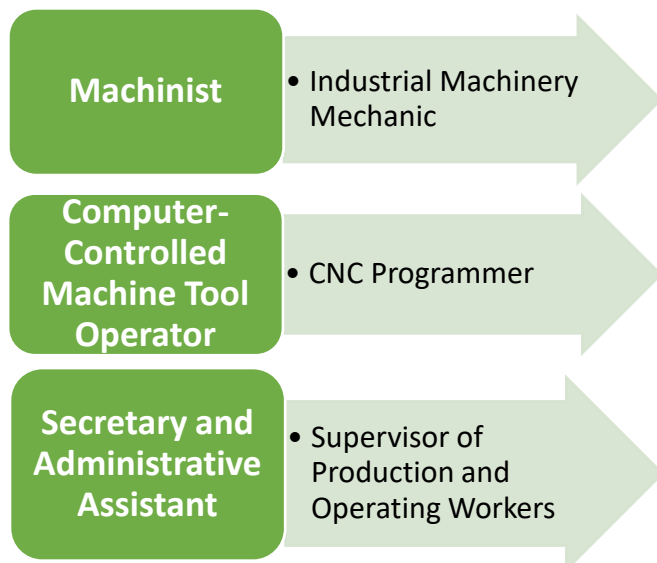 Machinist
• Industrial Machinery
Mechanic
Computer-
Controlled
Machine Tool
Operator
• CNC Programmer
Secretary and
Administrative
Assistant
• Supervisor of
Production and
Operating Workers